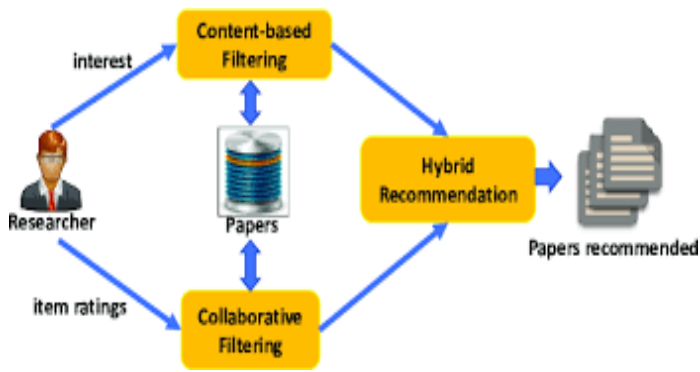 Content-based
Filtering
interest
Researcher
Papers
Hybrid
Recommendation
Papers recommended
item ratings
Collaborative
Filtering